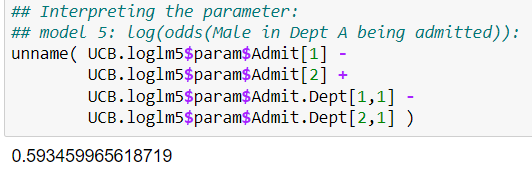 ## Interpreting the parameter:
## model 5: log(odds(Male in Dept A being admitted)):
unname( UCB.loglm5$param$Admit[1] -
UCB.loglm5$param$Admit[2] +
UCB.loglm5$param$Admit.Dept[1,1] -
UCB.loglm5$param$Admit.Dept[2,1] )
0.593459965618719